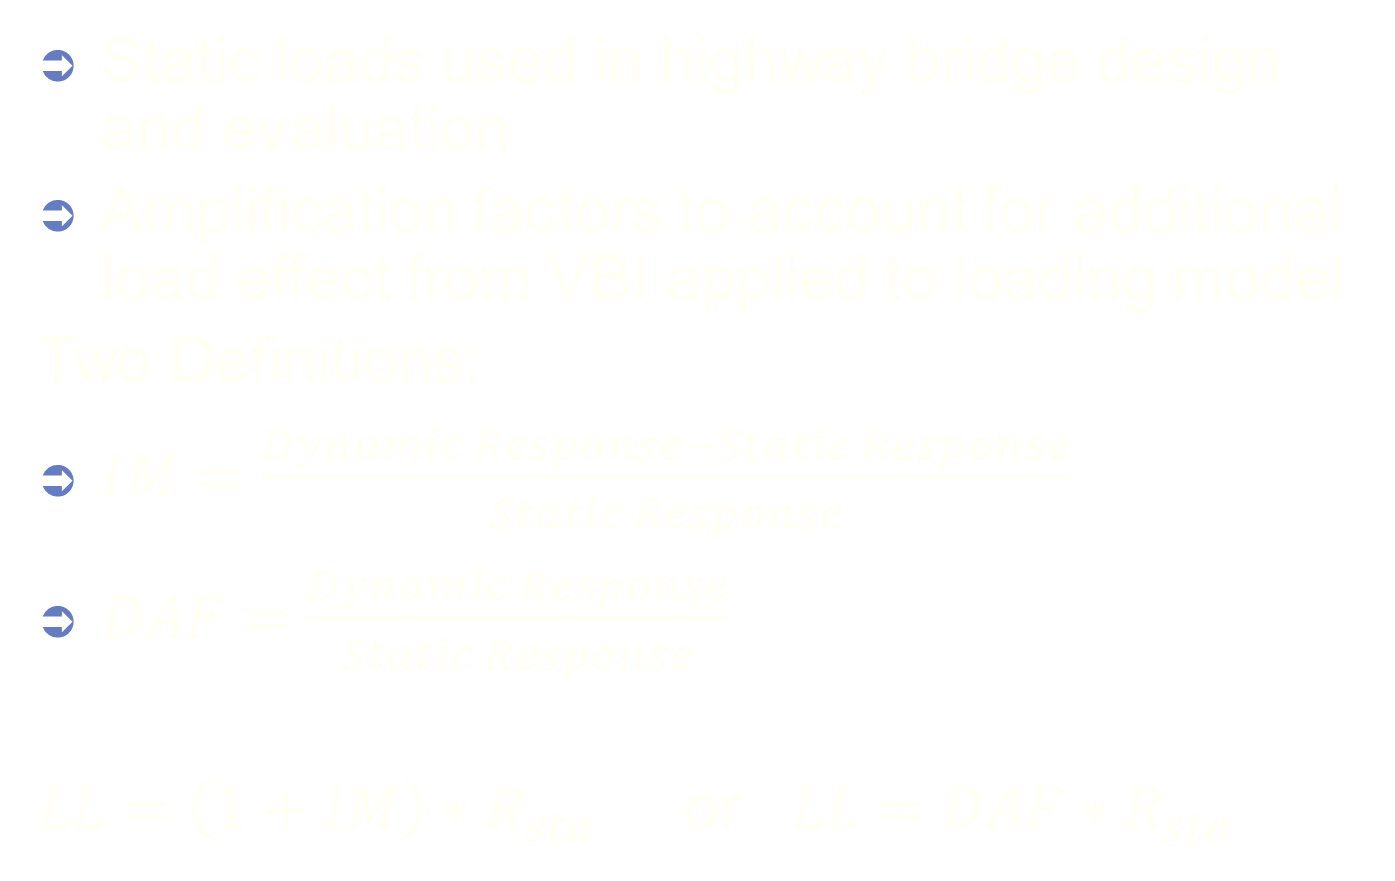 Static loads used in highway bridge design
and evaluation
Amplification factors to account for additional
load effect from VBI applied to loading model
Two Definitions:
IM = Dynamic Response−Static Response
Static Response
DAF = Dynamic Response
Static Response
LL = (1 + IM) * R_sta or LL = DAF * R_sta